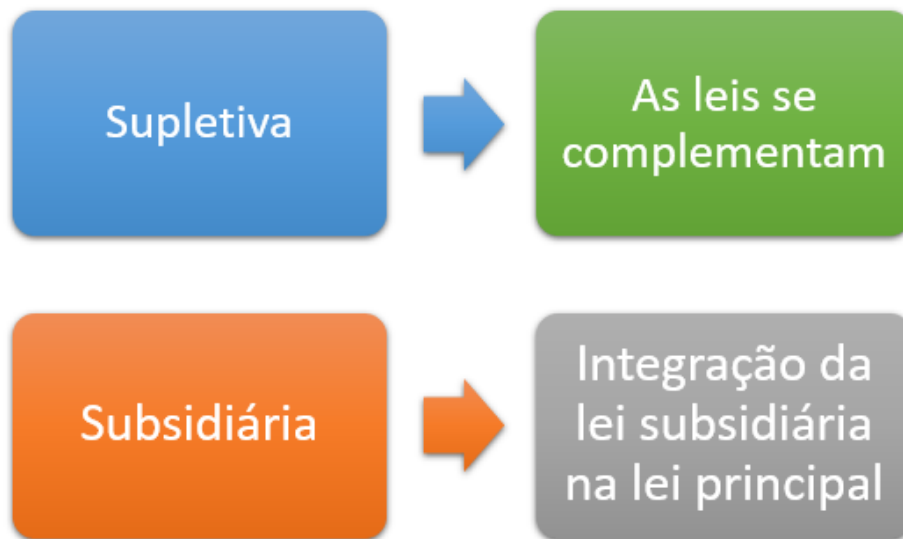 Supletiva
As leis se
complementam
Subsidiária
Integração da
lei subsidiária
na lei principal